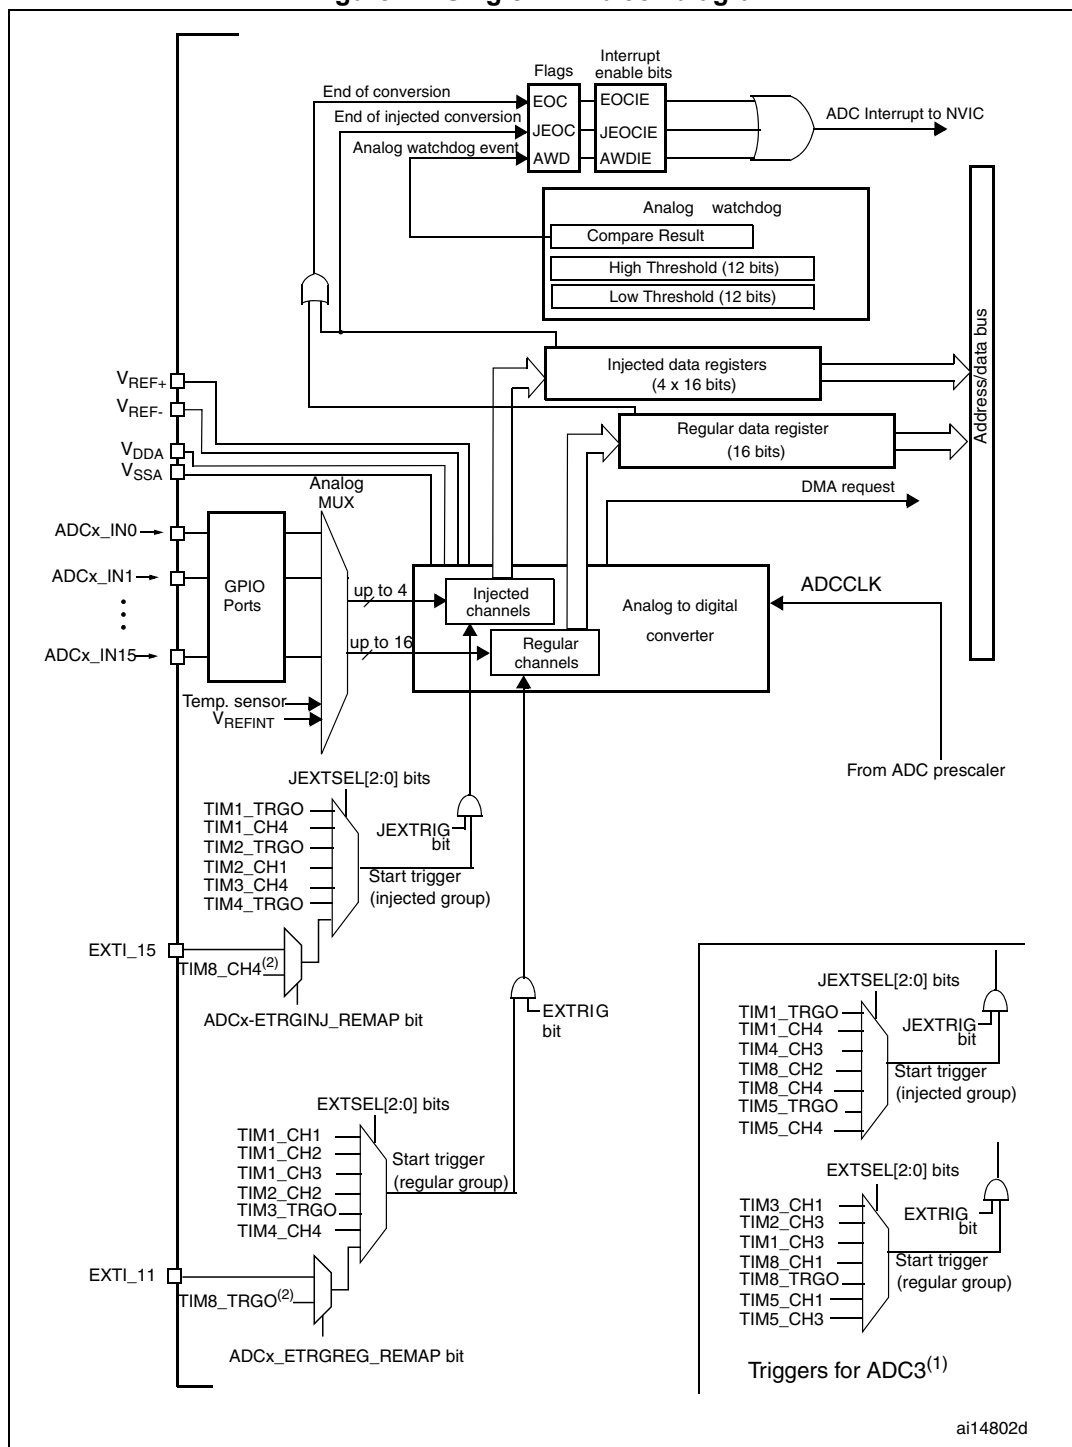 Flags
Interrupt
enable bits
End of conversion
EOC
EOCIE
ADC Interrupt to NVIC
End of injected conversion
JEOC
JEOCIE
Analog watchdog event
AWD
AWDIE
Analog watchdog
Compare Result
High Threshold (12 bits)
Low Threshold (12 bits)
Address/data bus
Injected data registers
(4 x 16 bits)
Regular data register
(16 bits)
DMA request
VREF+
VREF-
VDDA
VSSA
Analog
MUX
ADCx_IN0
ADCx_IN1
ADCx_IN15
GPIO
Ports
up to 4
up to 16
Injected
channels
Regular
channels
Analog to digital
converter
ADCCLK
Temp. sensor
VREFINT
From ADC prescaler
JEXTSEL[2:0] bits
TIM1_TRGO
TIM1_CH4
TIM2_TRGO
TIM2_CH1
TIM3_CH4
TIM4_TRGO
JEXTRIG
bit
Start trigger
(injected group)
EXTI_15
TIM8_CH4(2)
ADCx-ETRGINJ_REMAP bit
EXTRIG
bit
EXTSEL[2:0] bits
TIM1_CH1
TIM1_CH2
TIM1_CH3
TIM2_CH2
TIM3_TRGO
TIM4_CH4
Start trigger
(regular group)
EXTI_11
TIM8_TRGO(2)
ADCx_ETRGREG_REMAP bit
JEXTSEL[2:0] bits
TIM1_TRGO
TIM1_CH4
TIM4_CH3
TIM8_CH2
TIM8_CH4
TIM5_TRGO
TIM5_CH4
JEXTRIG
bit
Start trigger
(injected group)
EXTSEL[2:0] bits
TIM3_CH1
TIM2_CH3
TIM1_CH3
TIM8_CH1
TIM8_TRGO
TIM5_CH1
TIM5_CH3
EXTRIG
bit
Start trigger
(regular group)
Triggers for ADC3(1)
ai14802d